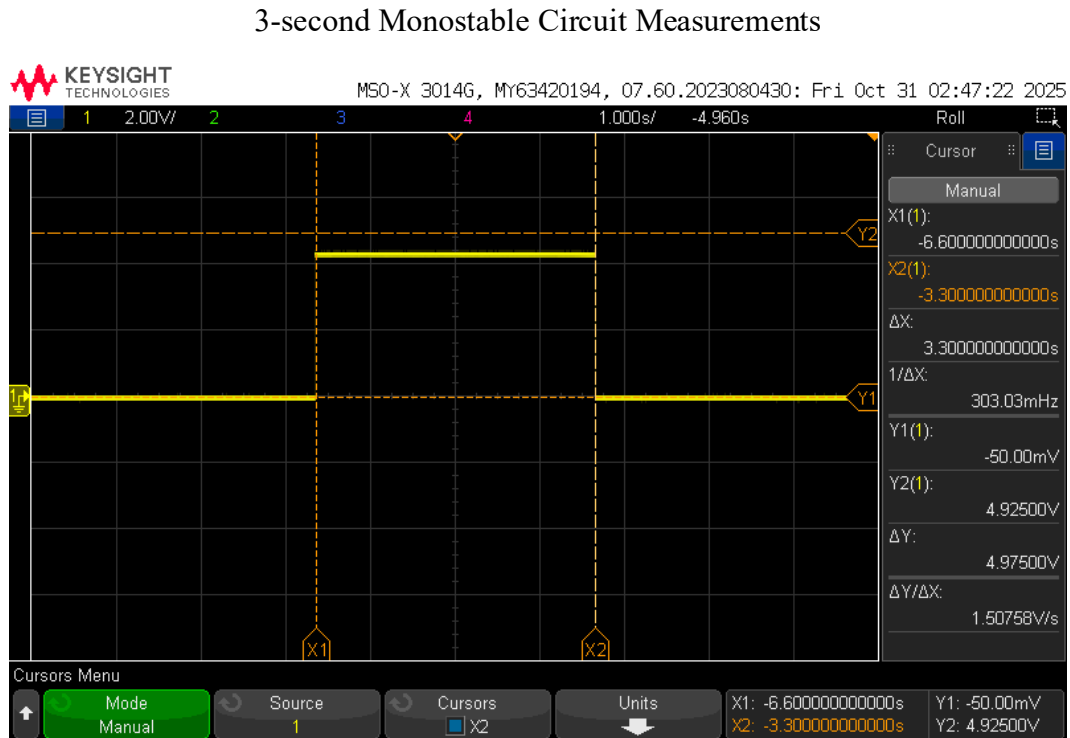 3-second Monostable Circuit Measurements
KEYSIGHT
TECHNOLOGIES
MSO-X 3014G, MY63420194, 07.60.2023080430: Fri Oct 31 02:47:22 2025
1 2.00V/ 2 3 4 1.000s/ -4.960s Roll
Cursor
Manual
X1(1):
-6.600000000000s
X2(1):
-3.300000000000s
ΔX:
3.300000000000s
1/ΔX:
303.03mHz
Y1(1):
-50.00mV
Y2(1):
4.92500V
ΔY:
4.97500V
ΔY/ΔX:
1.50758V/s
Y2
1
Y1
X1
X2
Cursors Menu
Mode
Manual
Source
1
Cursors
X2
Units
X1: -6.600000000000s
X2: -3.300000000000s
Y1: -50.00mV
Y2: 4.92500V